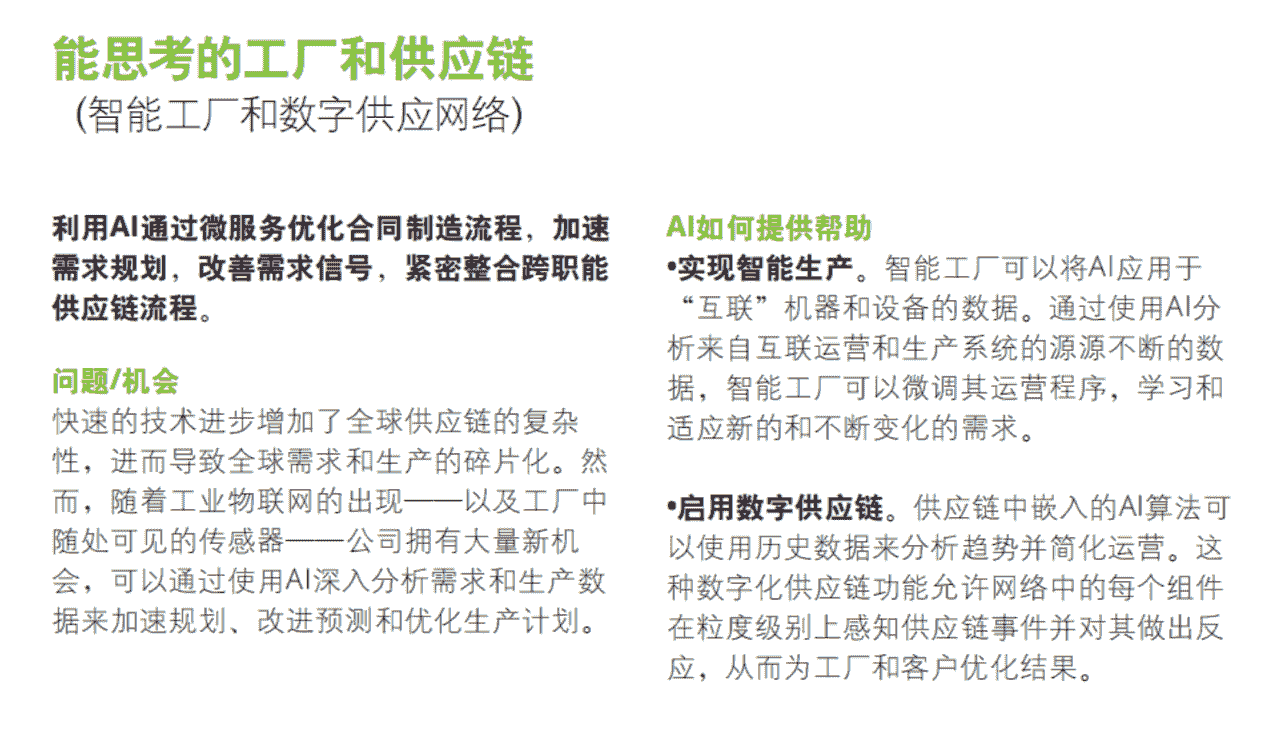 能思考的工厂和供应链
(智能工厂和数字供应网络)
利用AI通过微服务优化合同制造流程，加速
需求规划，改善需求信号，紧密整合跨职能
供应链流程。
问题/机会
快速的技术进步增加了全球供应链的复杂
性，进而导致全球需求和生产的碎片化。然
而，随着工业物联网的出现——以及工厂中
随处可见的传感器——公司拥有大量新机
会，可以通过使用AI深入分析需求和生产数
据来加速规划、改进预测和优化生产计划。
AI如何提供帮助
•实现智能生产。智能工厂可以将AI应用于
“互联”机器和设备的数据。通过使用AI分
析来自互联运营和生产系统的源源不断的数
据，智能工厂可以微调其运营程序，学习和
适应新的和不断变化的需求。
•启用数字供应链。供应链中嵌入的AI算法可
以使用历史数据来分析趋势并简化运营。这
种数字化供应链功能允许网络中的每个组件
在粒度级别上感知供应链事件并对其做出反
应，从而为工厂和客户优化结果。